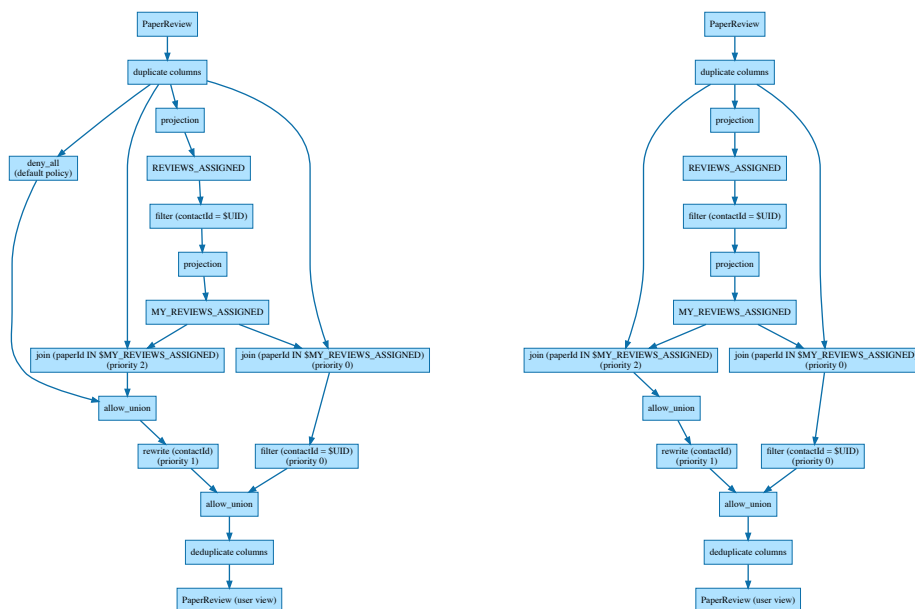 PaperReview
duplicate columns
projection
deny_all
(default policy)
REVIEWS_ASSIGNED
filter (contactId = $UID)
projection
MY_REVIEWS_ASSIGNED
join (paperId IN $MY_REVIEWS_ASSIGNED)
(priority 2)
join (paperId IN $MY_REVIEWS_ASSIGNED)
(priority 0)
allow_union
rewrite (contactId)
(priority 1)
filter (contactId = $UID)
(priority 0)
allow_union
deduplicate columns
PaperReview (user view)
PaperReview
duplicate columns
projection
REVIEWS_ASSIGNED
filter (contactId = $UID)
projection
MY_REVIEWS_ASSIGNED
join (paperId IN $MY_REVIEWS_ASSIGNED)
(priority 2)
join (paperId IN $MY_REVIEWS_ASSIGNED)
(priority 0)
allow_union
rewrite (contactId)
(priority 1)
filter (contactId = $UID)
(priority 0)
allow_union
deduplicate columns
PaperReview (user view)